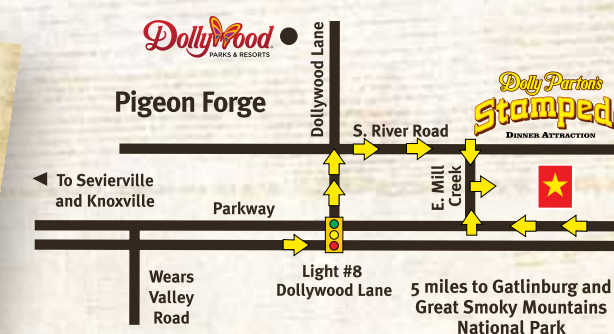 Dollywood
PARKS & RESORTS
Dollywood Lane
Pigeon Forge
S. River Road
Dolly Parton's
Stamped
DINNER ATTRACTION
To Sevierville
and Knoxville
Parkway
E. Mill
Creek
Wears
Valley
Road
Light #8
Dollywood Lane
5 miles to Gatlinburg and
Great Smoky Mountains
National Park